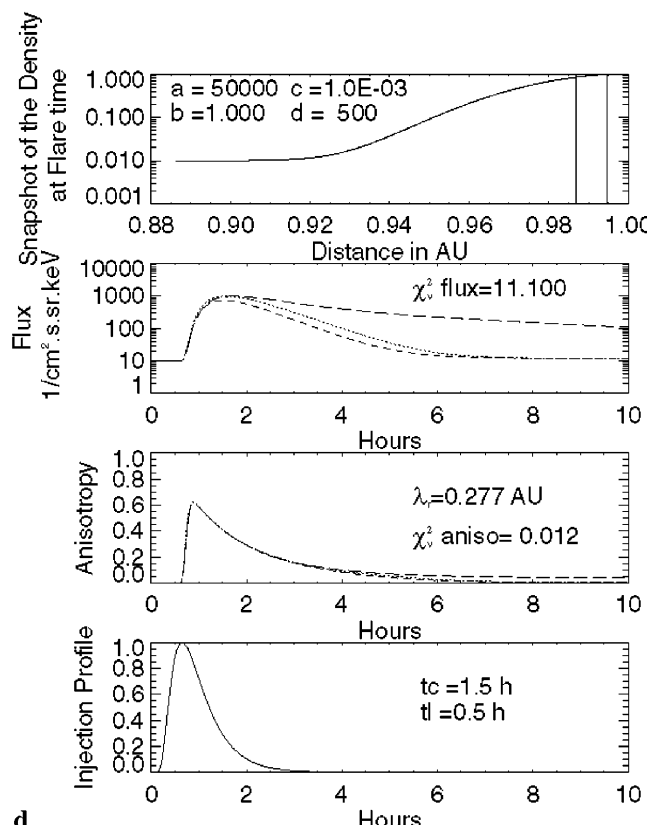 Snapshot of the Density
at Flare time
1.000
0.100
0.010
0.001
a = 50000 c =1.0E-03
b =1.000 d = 500
0.88 0.90 0.92 0.94 0.96 0.98 1.00
Distance in AU
Flux
1/cm².s.sr.keV
10000
1000
100
10
1
χ²ᵥ flux=11.100
0 2 4 6 8 10
Hours
Anisotropy
1.0
0.8
0.6
0.4
0.2
0.0
λᵣ=0.277 AU
χ²ᵥ aniso= 0.012
0 2 4 6 8 10
Hours
Injection Profile
1.0
0.8
0.6
0.4
0.2
0.0
tc =1.5 h
tl =0.5 h
0 2 4 6 8 10
Hours
d